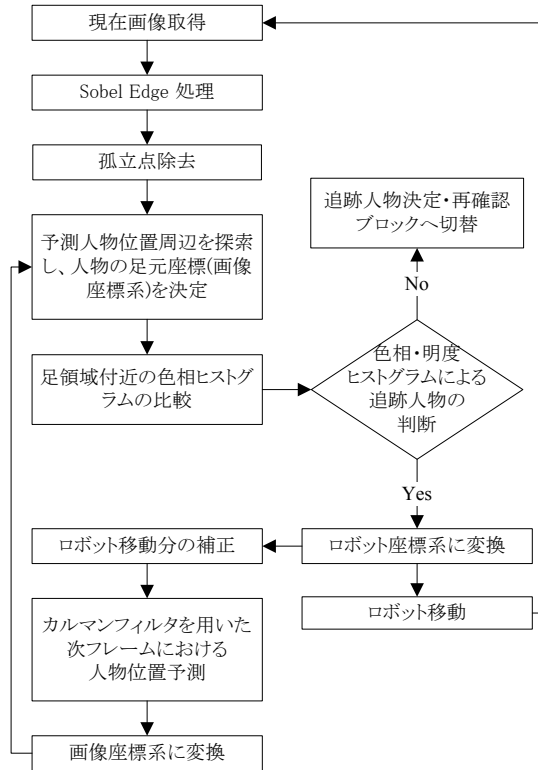 現在画像取得
Sobel Edge 処理
孤立点除去
予測人物位置周辺を探索
し、人物の足元座標(画像
座標系)を決定
足領域付近の色相ヒストグ
ラムの比較
追跡人物決定・再確認
ブロックへ切替
No
色相・明度
ヒストグラムによる
追跡人物の
判断
Yes
ロボット座標系に変換
ロボット移動
ロボット移動分の補正
カルマンフィルタを用いた
次フレームにおける
人物位置予測
画像座標系に変換